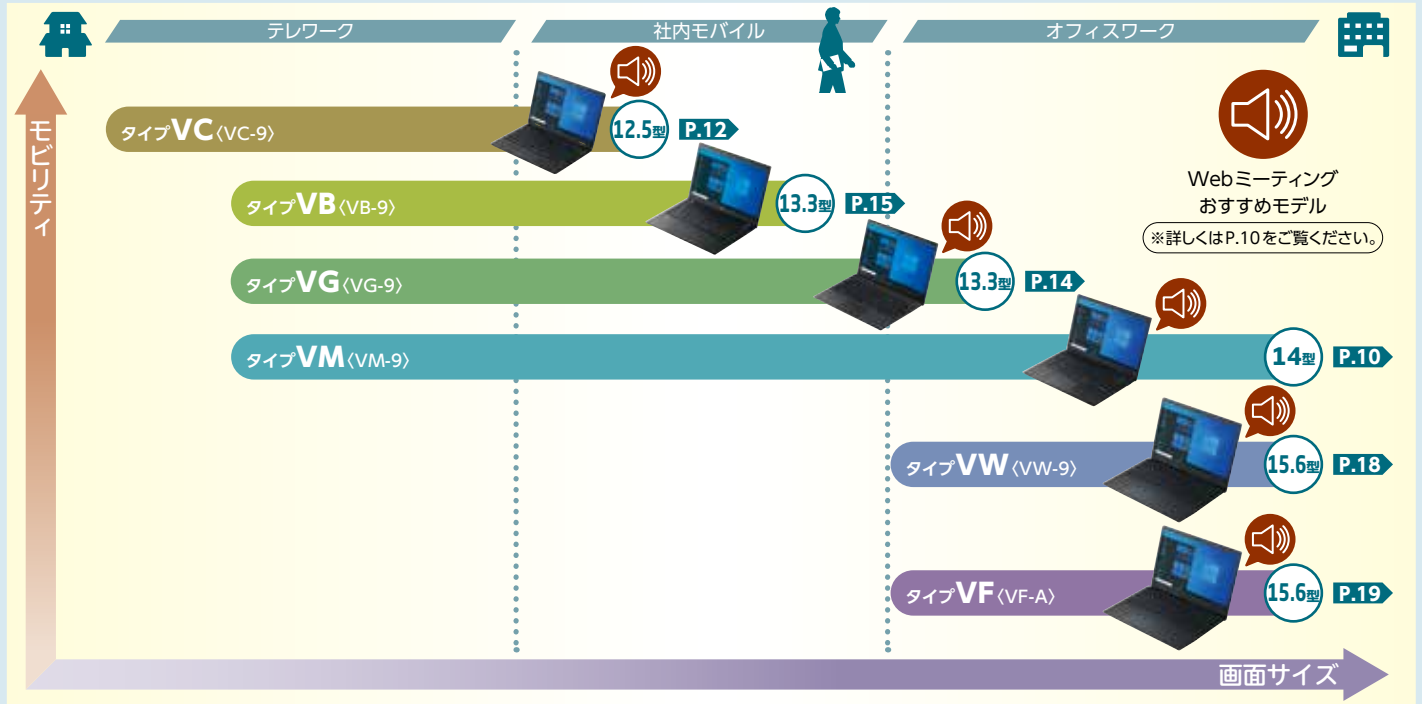 テレワーク
社内モバイル
オフィスワーク
モビリティ
タイプVC〈VC-9〉
12.5型
P.12
タイプVB〈VB-9〉
13.3型
P.15
タイプVG〈VG-9〉
13.3型
P.14
タイプVM〈VM-9〉
14型
P.10
タイプVW〈VW-9〉
15.6型
P.18
タイプVF〈VF-A〉
15.6型
P.19
Webミーティング
おすすめモデル
※詳しくはP.10をご覧ください。
画面サイズ